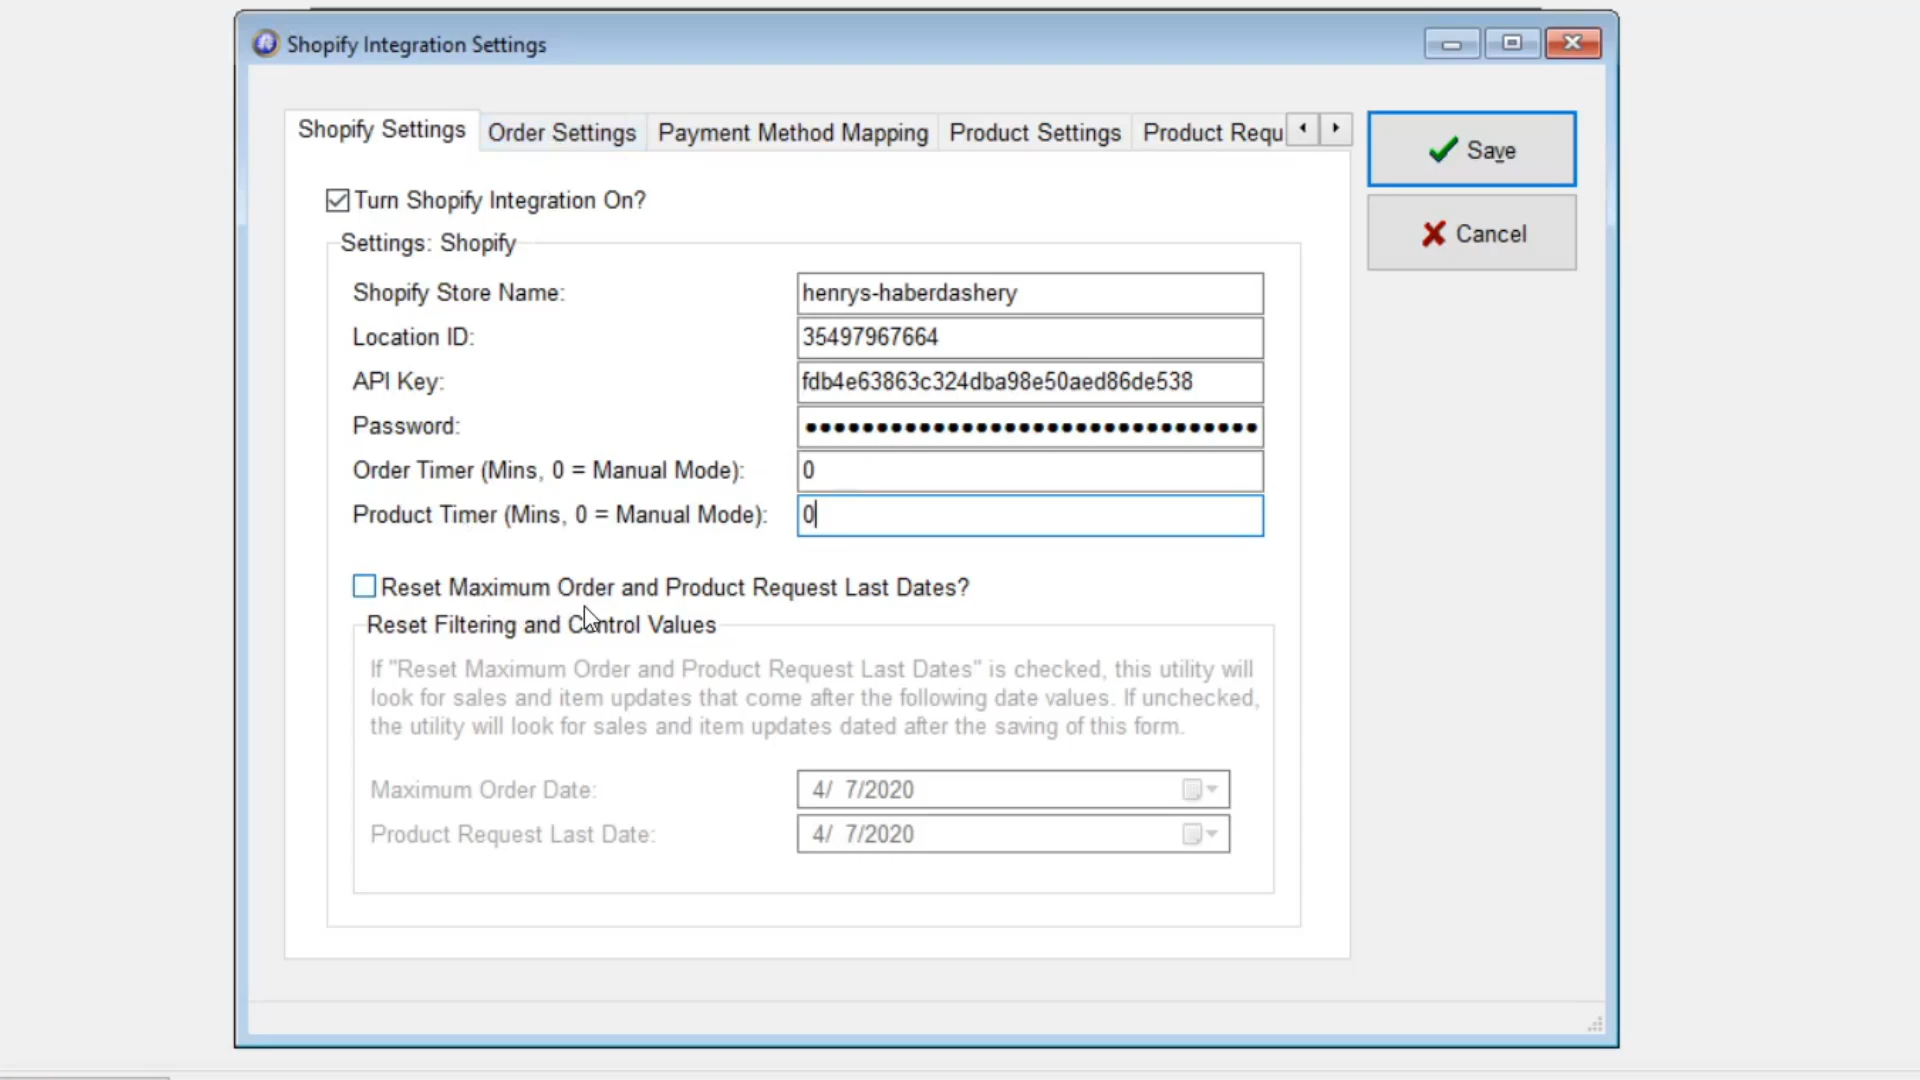 Shopify Integration Settings
Shopify Settings
Order Settings
Payment Method Mapping
Product Settings
Product Requ
Save
Cancel
Turn Shopify Integration On?
Settings: Shopify
Shopify Store Name: henrys-haberdashery
Location ID: 35497967664
API Key: fdb4e63863c324dba98e50aed86de538
Password: ••••••••••••••••••••••••••••••••
Order Timer (Mins, 0 = Manual Mode): 0
Product Timer (Mins, 0 = Manual Mode): 0
Reset Maximum Order and Product Request Last Dates?
Reset Filtering and Control Values
If "Reset Maximum Order and Product Request Last Dates" is checked, this utility will
look for sales and item updates that come after the following date values. If unchecked,
the utility will look for sales and item updates dated after the saving of this form.
Maximum Order Date: 4/ 7/2020
Product Request Last Date: 4/ 7/2020